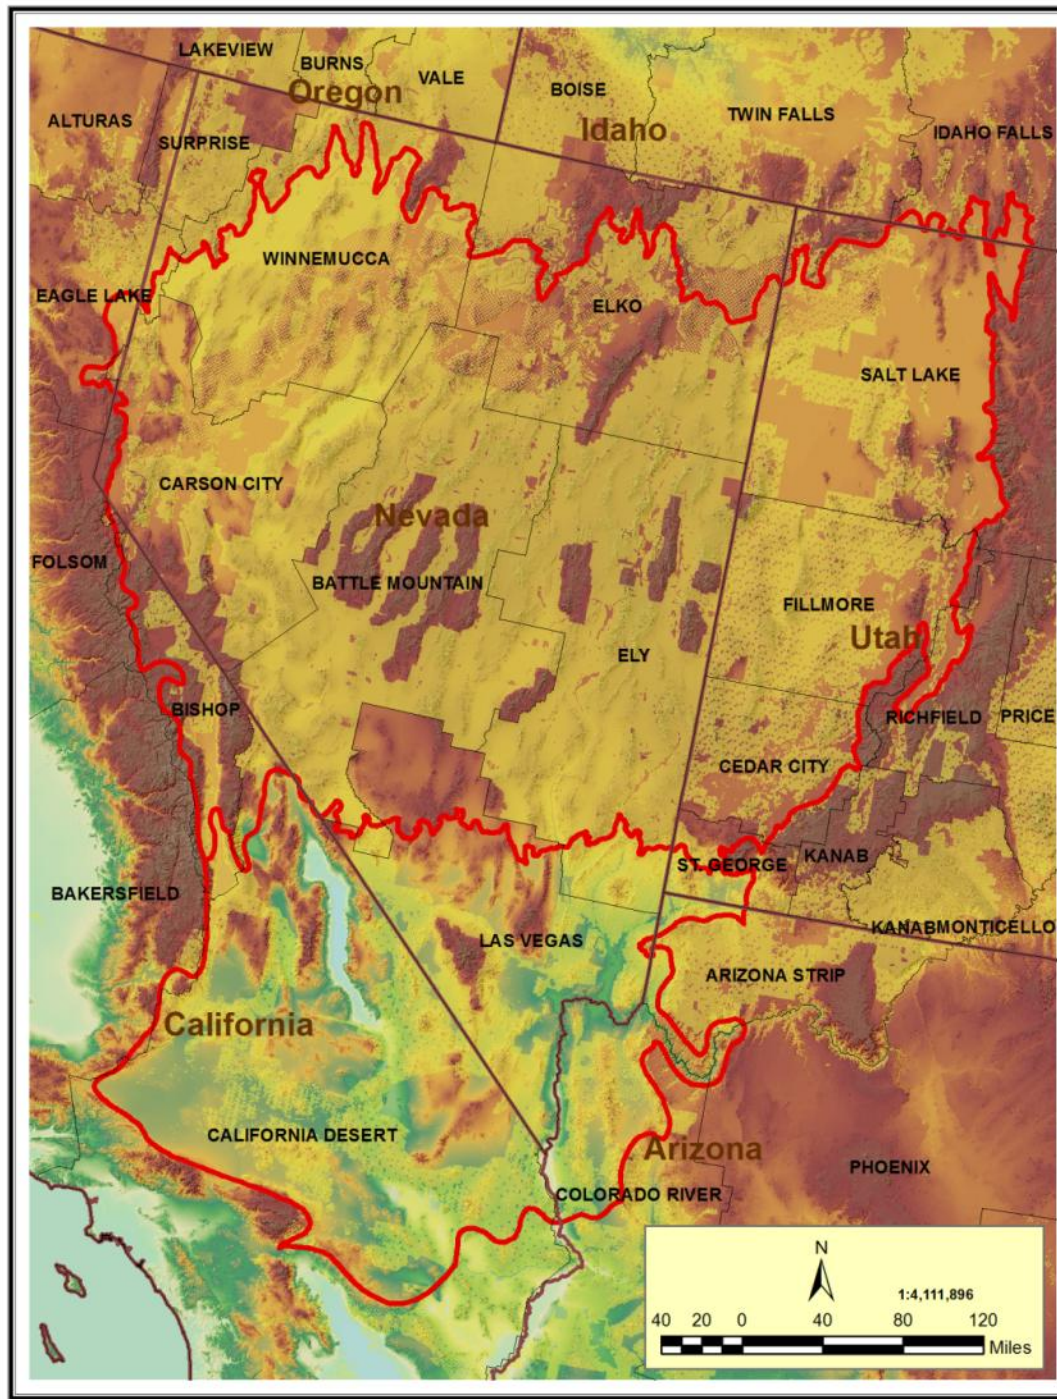 LAKEVIEW
BURNS
VALE
Oregon
BOISE
TWIN FALLS
ALTURAS
Idaho
IDAHO FALLS
SURPRISE
WINNEMUCCA
EAGLE LAKE
ELKO
SALT LAKE
CARSON CITY
Nevada
FOLSOM
BATTLE MOUNTAIN
FILLMORE
Utah
ELY
BISHOP
RICHFIELD
PRICE
CEDAR CITY
ST. GEORGE
KANAB
BAKERSFIELD
KANAB
MONTICELLO
LAS VEGAS
ARIZONA STRIP
California
CALIFORNIA DESERT
Arizona
PHOENIX
COLORADO RIVER
N
1:4,111,896
40 20 0 40 80 120
Miles